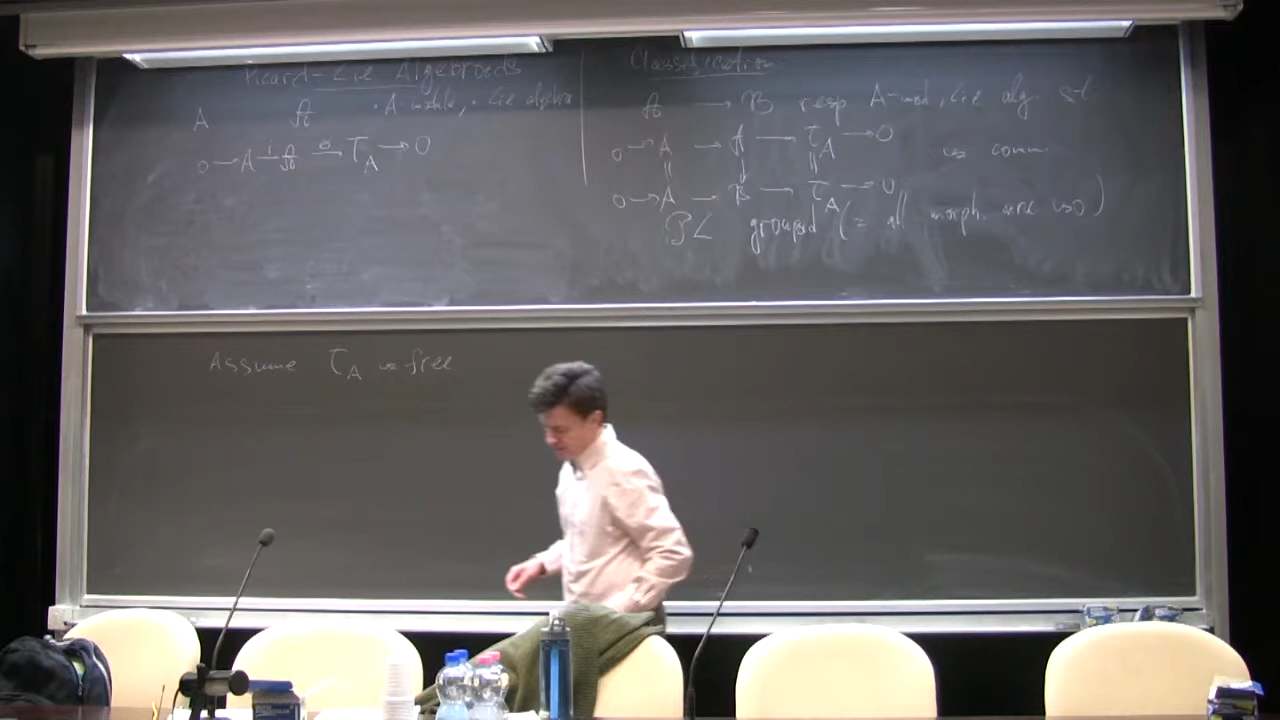 Picard-Lie Algebroids
A 𝒜 · A-module, · Lie algebra
0 → A →i 𝒜 →σ T_A → 0
Classification
𝒜 → ℬ resp A-mod, Lie alg. s.t
0 → A → 𝒜 → T_A → 0
is comm.
0 → A → ℬ → T_A → 0
PL groupoid (= all morph. are iso)
Assume T_A is free